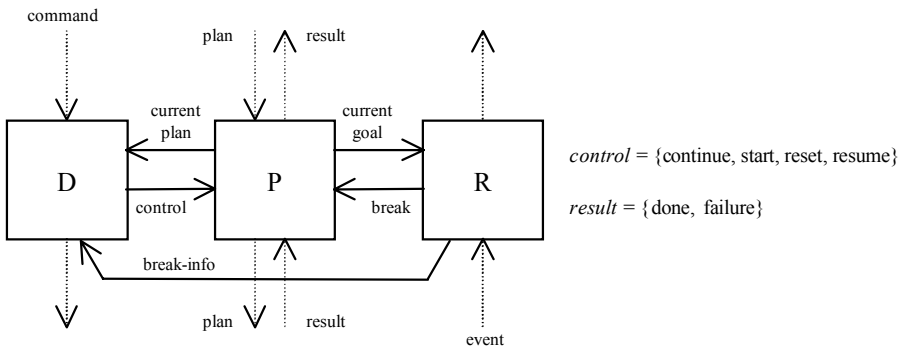 command
plan
result
current
plan
current
goal
D
P
R
control
break
control = {continue, start, reset, resume}
result = {done, failure}
break-info
plan
result
event